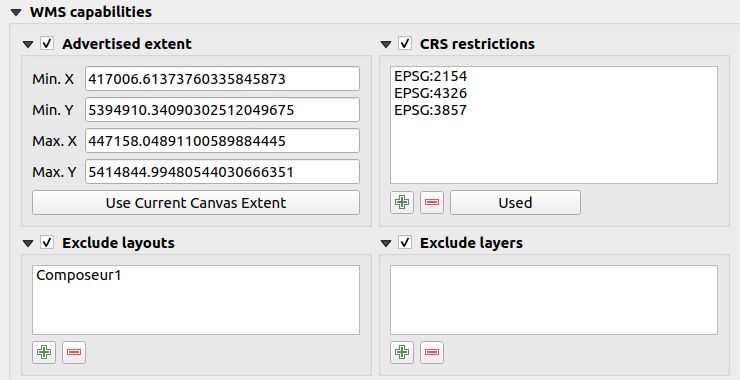 WMS capabilities
Advertised extent
Min. X 417006.61373760335845873
Min. Y 5394910.34090302512049675
Max. X 447158.04891100589884445
Max. Y 5414844.99480544030666351
Use Current Canvas Extent
CRS restrictions
EPSG:2154
EPSG:4326
EPSG:3857
Used
Exclude layouts
Composeur1
Exclude layers